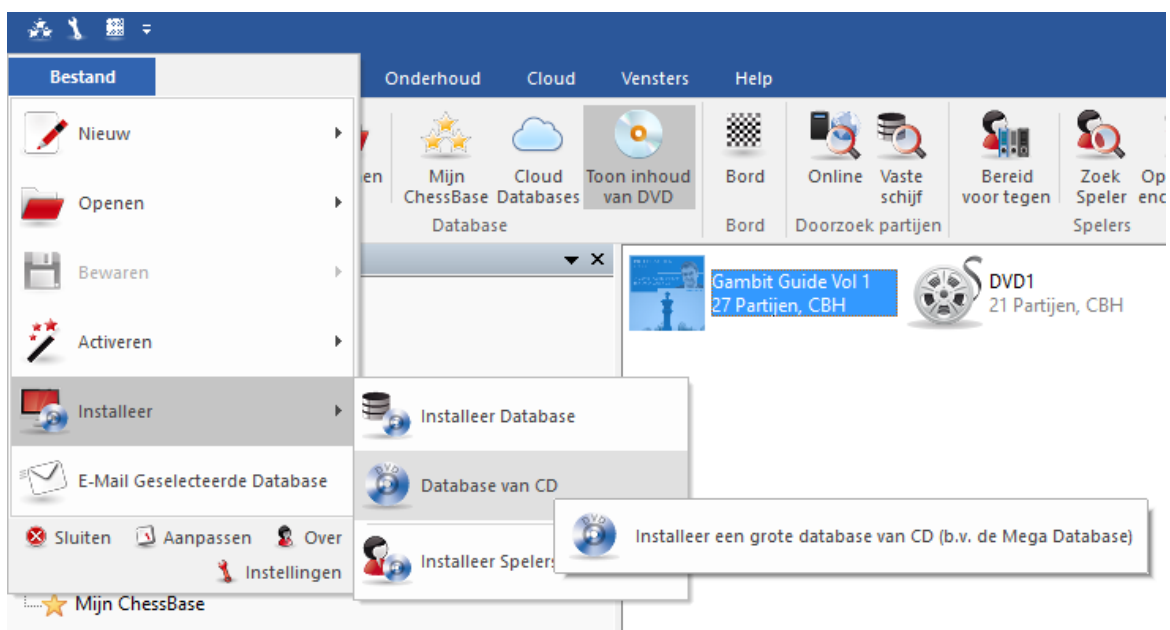 Bestand
Onderhoud
Cloud
Vensters
Help
Nieuw
Openen
Bewaren
Activeren
Installeer
E-Mail Geselecteerde Database
Sluiten
Aanpassen
Over
Instellingen
Mijn ChessBase
en
Mijn
ChessBase
Cloud
Databases
Toon inhoud
van DVD
Database
Bord
Bord
Online
Vaste
schijf
Doorzoek partijen
Bereid
voor tegen
Zoek
Speler
Op
enc
Spelers
Gambit Guide Vol 1
27 Partijen, CBH
DVD1
21 Partijen, CBH
Installeer Database
Database van CD
Installeer Spelers
Installeer een grote database van CD (b.v. de Mega Database)